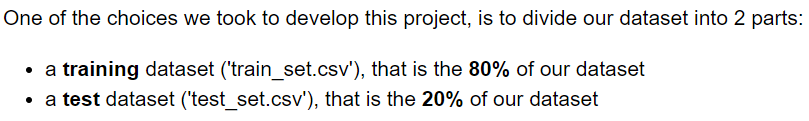 One of the choices we took to develop this project, is to divide our dataset into 2 parts:
• a training dataset ('train_set.csv'), that is the 80% of our dataset
• a test dataset ('test_set.csv'), that is the 20% of our dataset